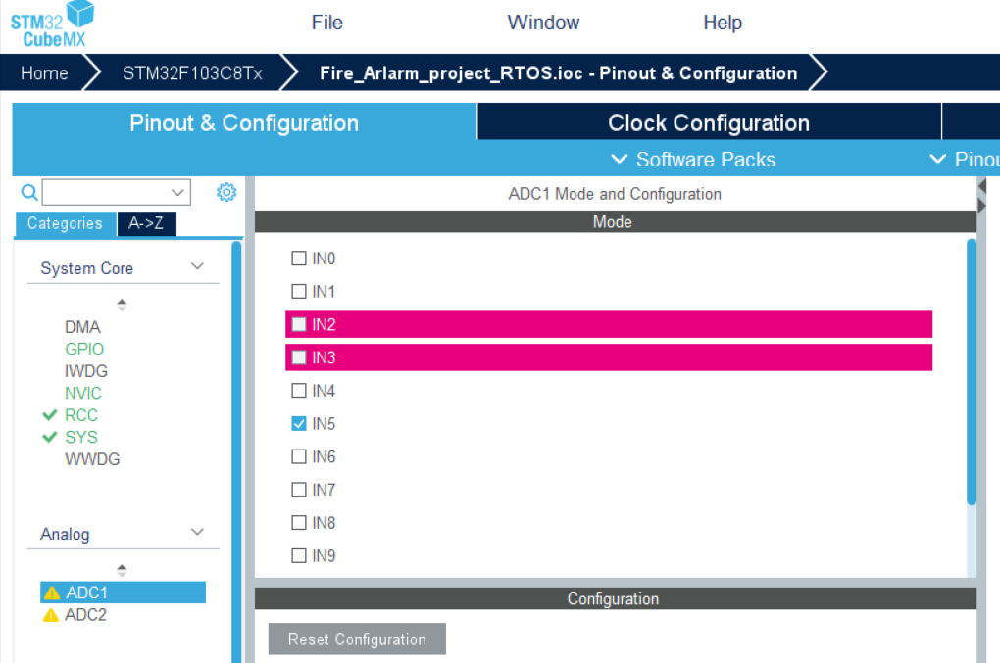 STM32
CubeMX
File
Window
Help
Home
STM32F103C8Tx
Fire_Arlarm_project_RTOS.ioc - Pinout & Configuration
Pinout & Configuration
Clock Configuration
Software Packs
Pinou
ADC1 Mode and Configuration
Categories
A->Z
Mode
System Core
DMA
GPIO
IWDG
NVIC
RCC
SYS
WWDG
Analog
ADC1
ADC2
IN0
IN1
IN2
IN3
IN4
IN5
IN6
IN7
IN8
IN9
Configuration
Reset Configuration